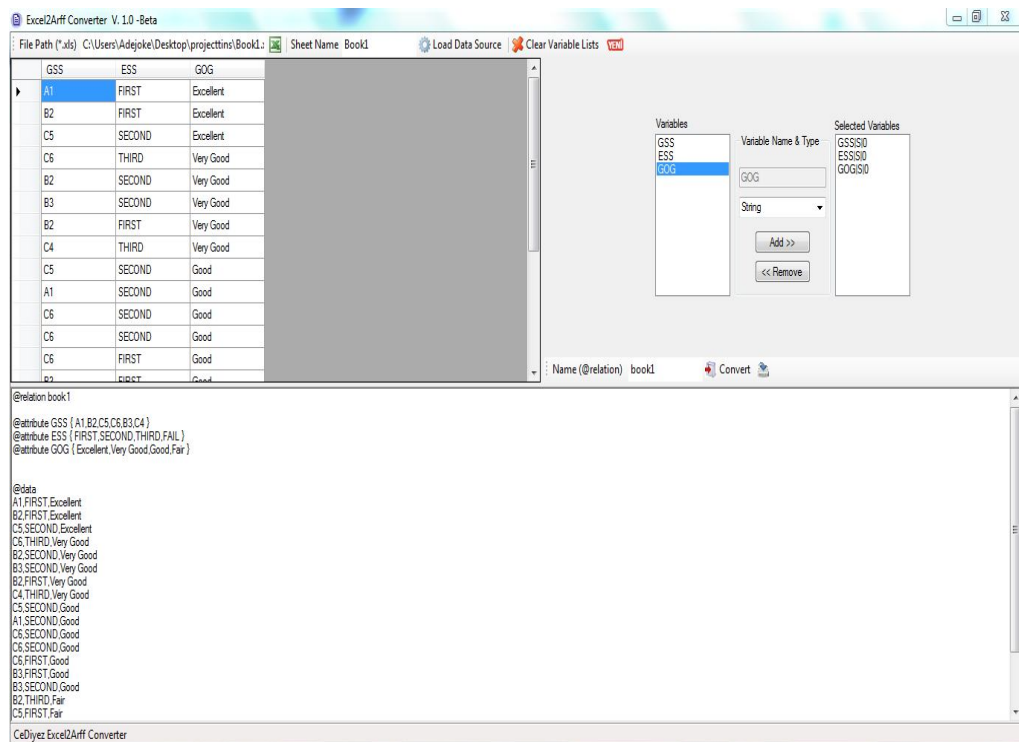 Excel2Arff Converter V. 1.0 -Beta
File Path (*.xls) C:\Users\Adejoke\Desktop\projecttins\Book1.: Sheet Name Book1 Load Data Source Clear Variable Lists YENİ
GSS ESS GOG
A1 FIRST Excellent
B2 FIRST Excellent
C5 SECOND Excellent
C6 THIRD Very Good
B2 SECOND Very Good
B3 SECOND Very Good
B2 FIRST Very Good
C4 THIRD Very Good
C5 SECOND Good
A1 SECOND Good
C6 SECOND Good
C6 SECOND Good
C6 FIRST Good
B3 FIRST Good
Variables
GSS
ESS
GOG
Variable Name & Type
GOG
String
Add >>
<< Remove
Selected Variables
GSS|S|0
ESS|S|0
GOG|S|0
Name (@relation) book1 Convert
@relation book1
@attribute GSS { A1,B2,C5,C6,B3,C4 }
@attribute ESS { FIRST,SECOND,THIRD,FAIL }
@attribute GOG { Excellent,Very Good,Good,Fair }
@data
A1,FIRST,Excellent
B2,FIRST,Excellent
C5,SECOND,Excellent
C6,THIRD,Very Good
B2,SECOND,Very Good
B3,SECOND,Very Good
B2,FIRST,Very Good
C4,THIRD,Very Good
C5,SECOND,Good
A1,SECOND,Good
C6,SECOND,Good
C6,SECOND,Good
C6,FIRST,Good
B3,FIRST,Good
B3,SECOND,Good
B2,THIRD,Fair
C5,FIRST,Fair
CeDiyez Excel2Arff Converter